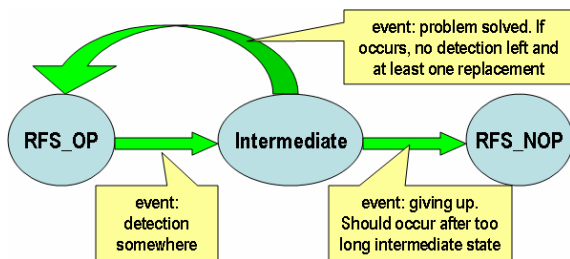 event: problem solved. If
occurs, no detection left and
at least one replacement
RFS_OP
Intermediate
RFS_NOP
event:
detection
somewhere
event: giving up.
Should occur after too
long intermediate state